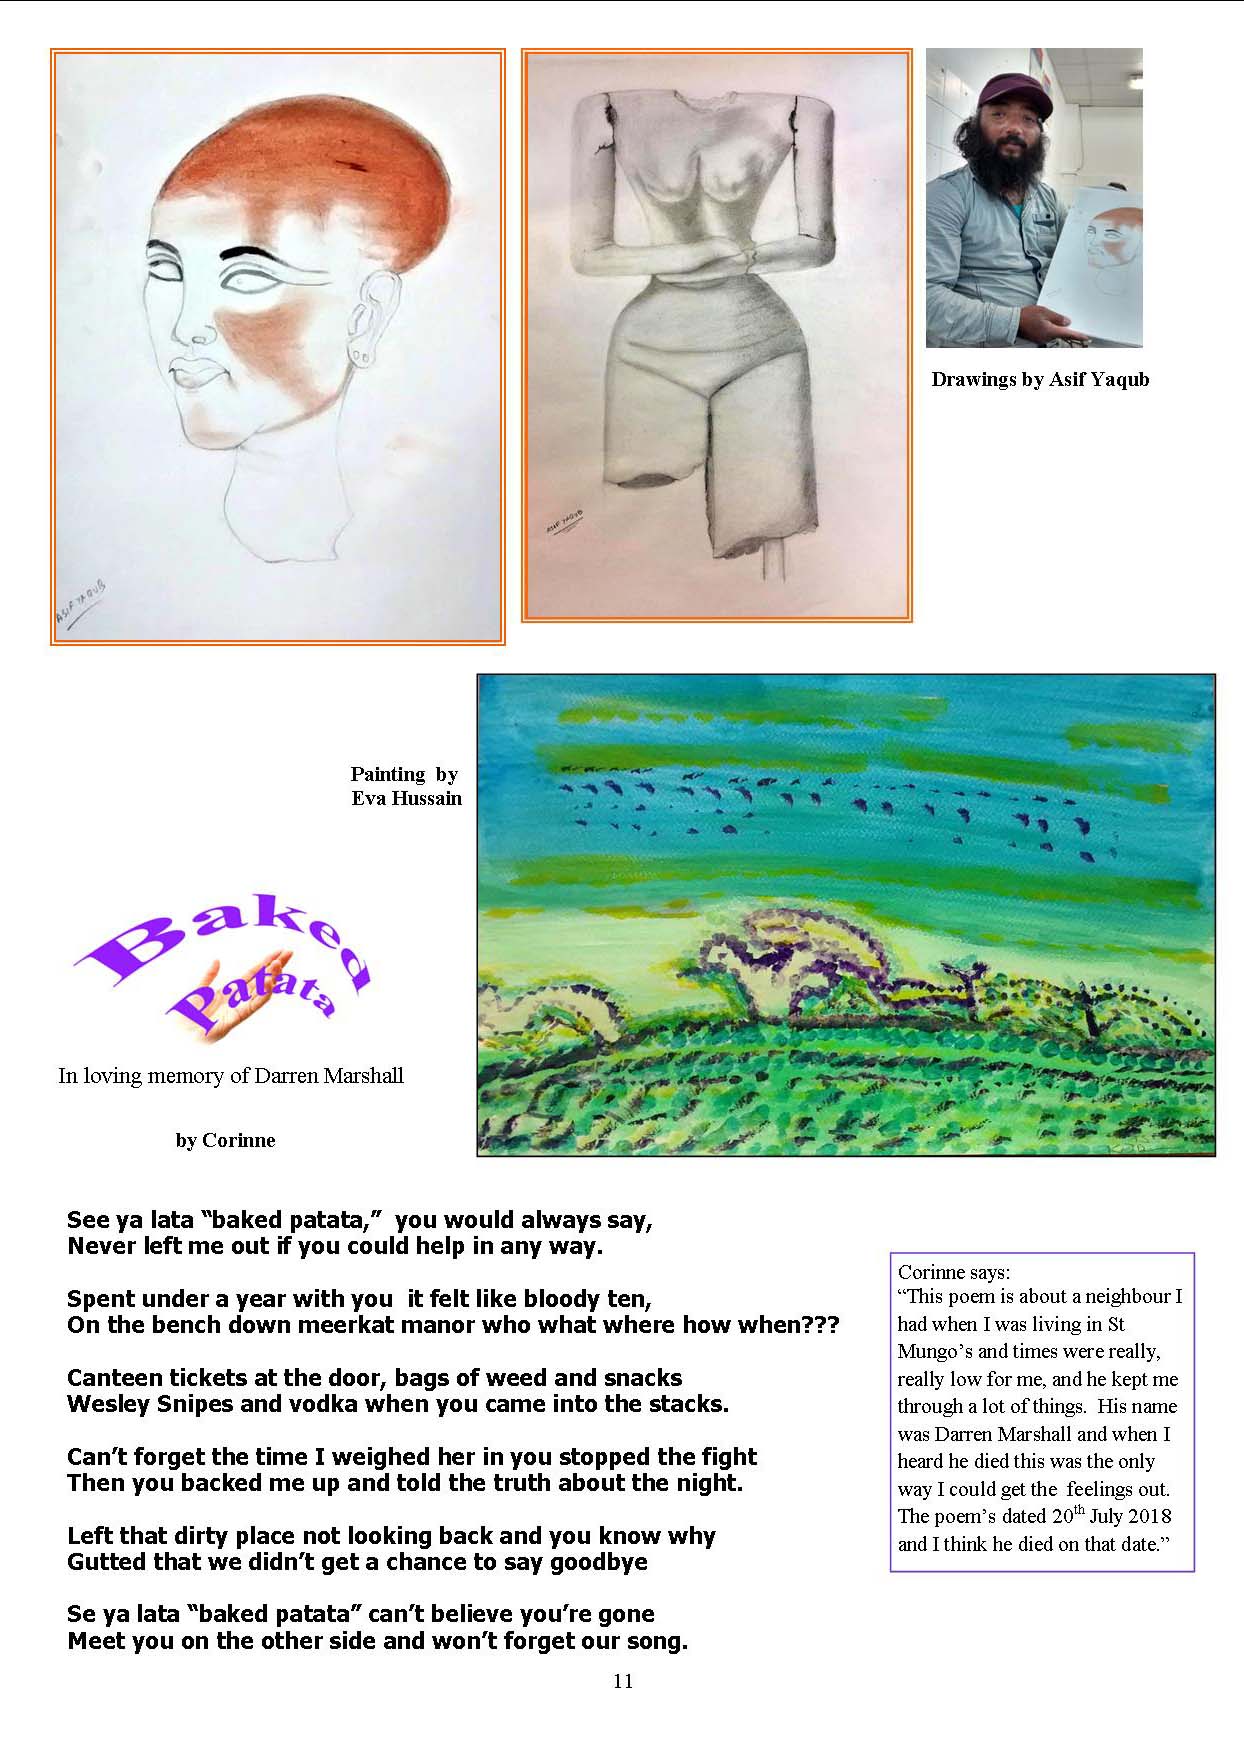 ASIF YAQUB
ASIF YAQUB
Drawings by Asif Yaqub
Painting  by
Eva Hussain
Baked
Patata
In loving memory of Darren Marshall
by Corinne
See ya lata “baked patata,”  you would always say,
Never left me out if you could help in any way.
Spent under a year with you  it felt like bloody ten,
On the bench down meerkat manor who what where how when???
Canteen tickets at the door, bags of weed and snacks
Wesley Snipes and vodka when you came into the stacks.
Can’t forget the time I weighed her in you stopped the fight
Then you backed me up and told the truth about the night.
Left that dirty place not looking back and you know why
Gutted that we didn’t get a chance to say goodbye
Se ya lata “baked patata” can’t believe you’re gone
Meet you on the other side and won’t forget our song.
Corinne says:
“This poem is about a neighbour I
had when I was living in St
Mungo’s and times were really,
really low for me, and he kept me
through a lot of things.  His name
was Darren Marshall and when I
heard he died this was the only
way I could get the  feelings out.
The poem’s dated 20th July 2018
and I think he died on that date.”
11